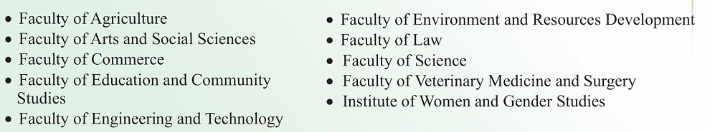 • Faculty of Agriculture
• Faculty of Arts and Social Sciences
• Faculty of Commerce
• Faculty of Education and Community
Studies
• Faculty of Engineering and Technology
• Faculty of Environment and Resources Development
• Faculty of Law
• Faculty of Science
• Faculty of Veterinary Medicine and Surgery
• Institute of Women and Gender Studies